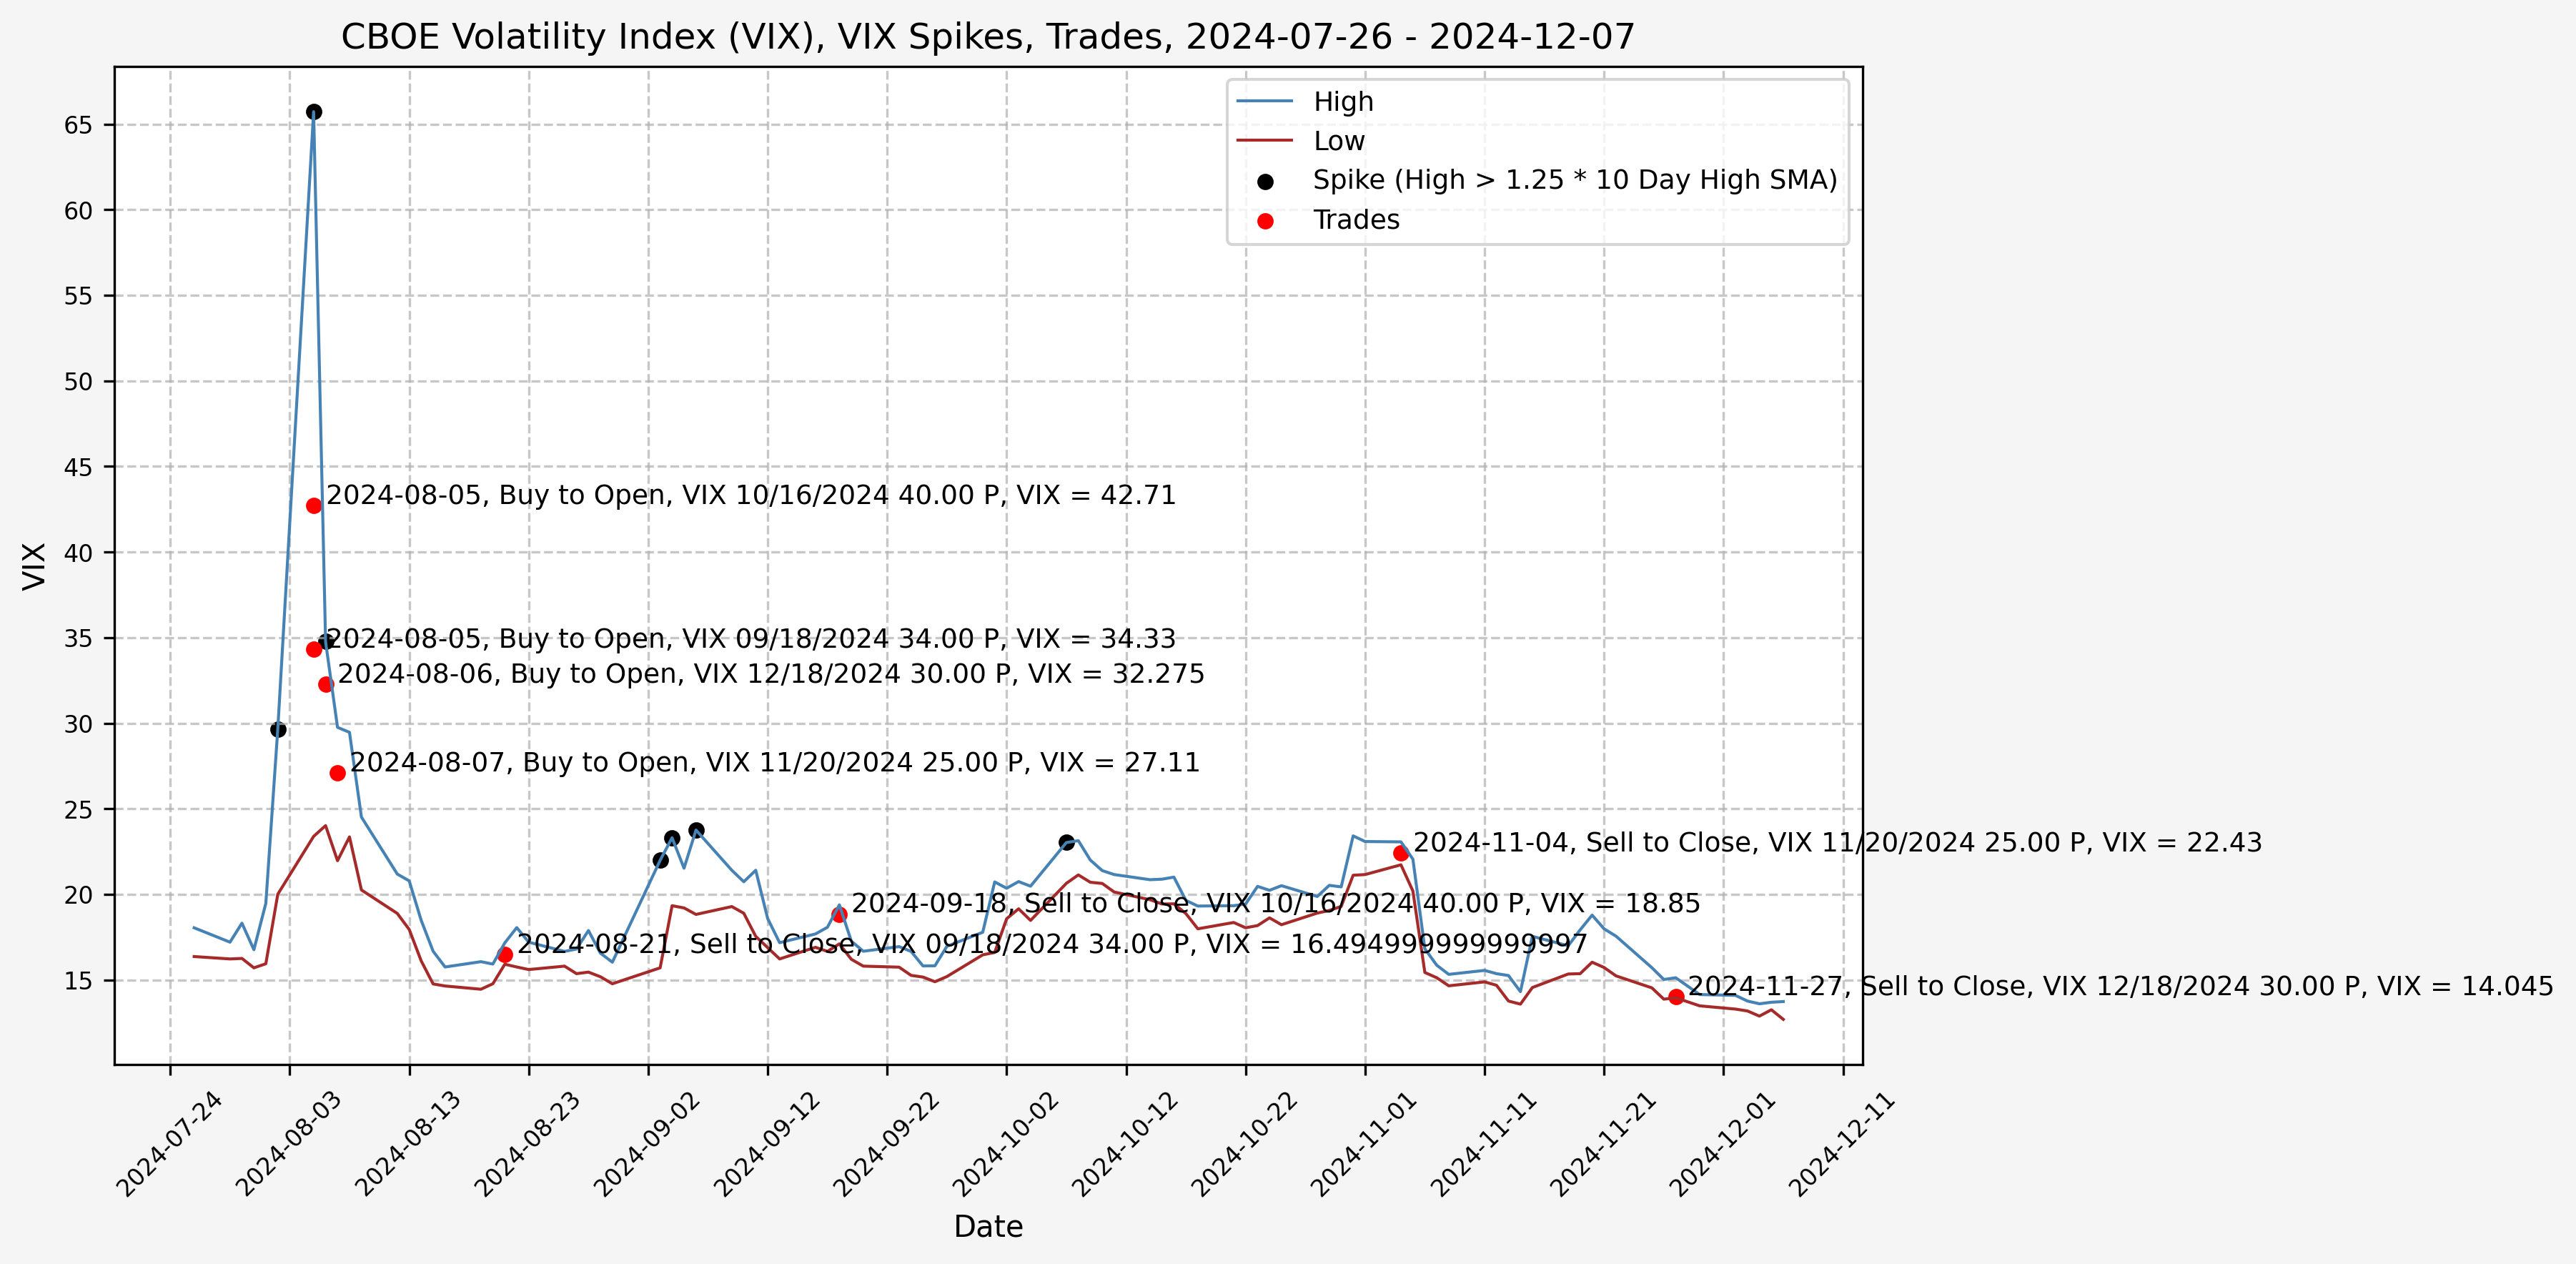 CBOE Volatility Index (VIX), VIX Spikes, Trades, 2024-07-26 - 2024-12-07
High
Low
Spike (High > 1.25 * 10 Day High SMA)
Trades
VIX
65
60
55
50
45
40
35
30
25
20
15
2024-08-05, Buy to Open, VIX 10/16/2024 40.00 P, VIX = 42.71
2024-08-05, Buy to Open, VIX 09/18/2024 34.00 P, VIX = 34.33
2024-08-06, Buy to Open, VIX 12/18/2024 30.00 P, VIX = 32.275
2024-08-07, Buy to Open, VIX 11/20/2024 25.00 P, VIX = 27.11
2024-11-04, Sell to Close, VIX 11/20/2024 25.00 P, VIX = 22.43
2024-09-18, Sell to Close, VIX 10/16/2024 40.00 P, VIX = 18.85
2024-08-21, Sell to Close, VIX 09/18/2024 34.00 P, VIX = 16.494999999999997
2024-11-27, Sell to Close, VIX 12/18/2024 30.00 P, VIX = 14.045
2024-07-24
2024-08-03
2024-08-13
2024-08-23
2024-09-02
2024-09-12
2024-09-22
2024-10-02
2024-10-12
2024-10-22
2024-11-01
2024-11-11
2024-11-21
2024-12-01
2024-12-11
Date